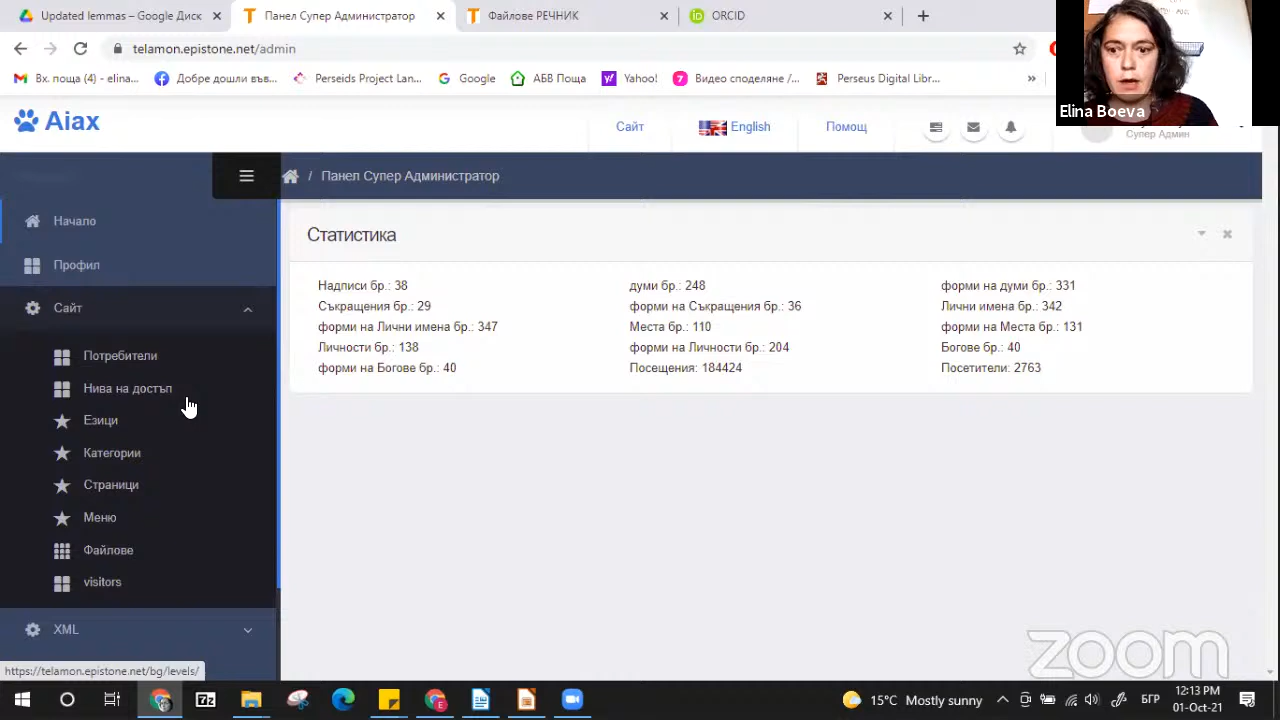 Updated lemmas – Google Диск
Панел Супер Администратор
Файлове РЕЧНИК
ORCID
telamon.epistone.net/admin
Вх. поща (4) - elina...
Добре дошли във...
Perseids Project Lan...
Google
АБВ Поща
Yahoo!
Видео споделяне /...
Perseus Digital Libr...
»
Elina Boeva
Aiax
Сайт
English
Помощ
Супер Админ
/ Панел Супер Администратор
Начало
Профил
Сайт
Потребители
Нива на достъп
Езици
Категории
Страници
Меню
Файлове
visitors
XML
Статистика
Надписи бр.: 38
думи бр.: 248
форми на думи бр.: 331
Съкращения бр.: 29
форми на Съкращения бр.: 36
Лични имена бр.: 342
форми на Лични имена бр.: 347
Места бр.: 110
форми на Места бр.: 131
Личности бр.: 138
форми на Личности бр.: 204
Богове бр.: 40
форми на Богове бр.: 40
Посещения: 184424
Посетители: 2763
zoom
https://telamon.epistone.net/bg/levels/
15°C Mostly sunny
БГР
12:13 PM
01-Oct-21